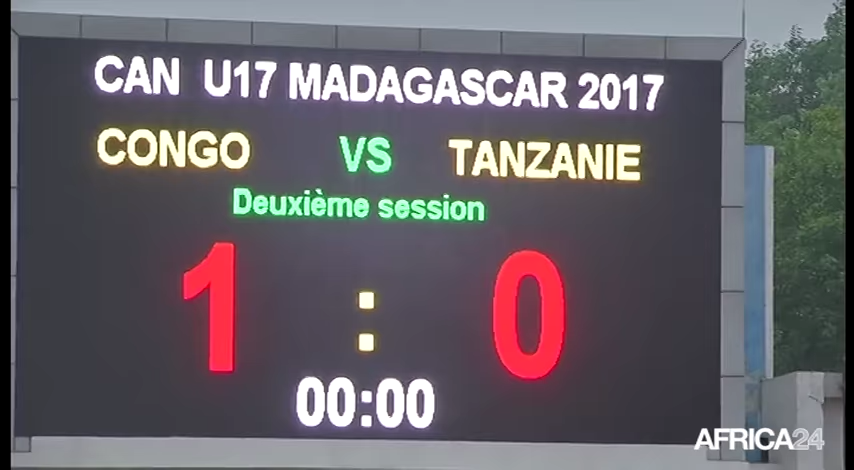 CAN U17 MADAGASCAR 2017
CONGO VS TANZANIE
Deuxième session
1 : 0
00:00
AFRICA24